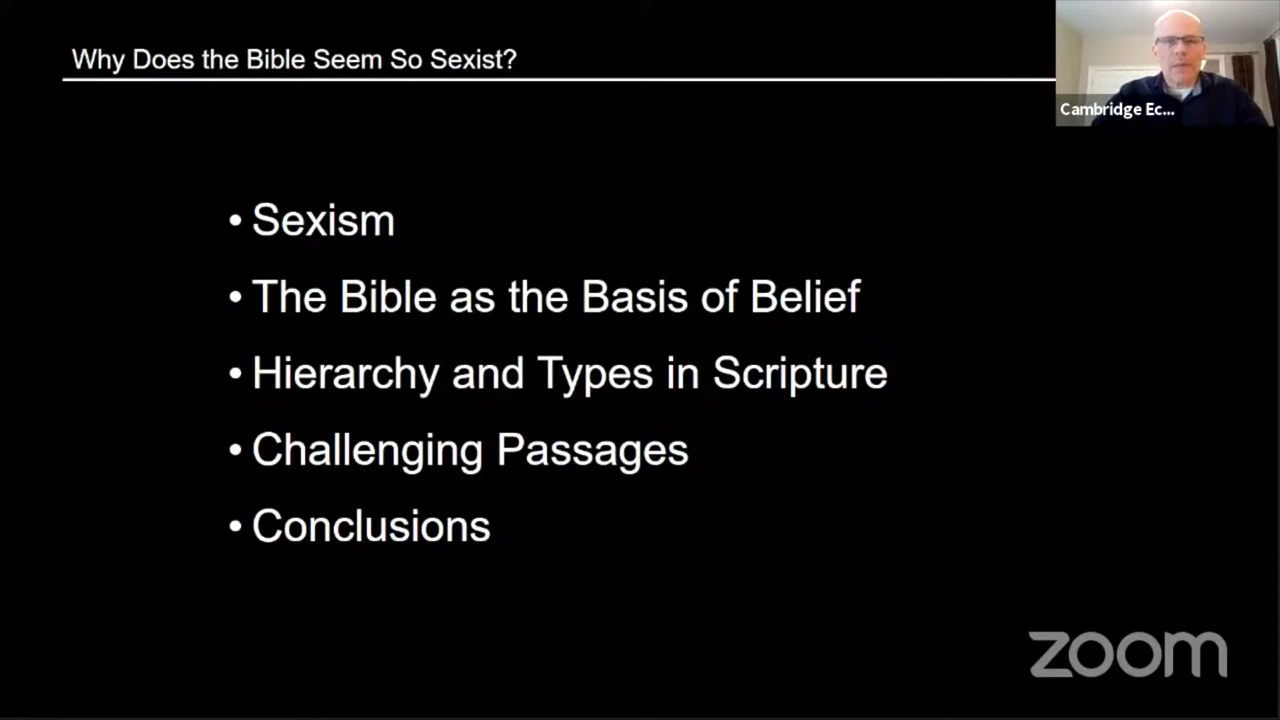 Why Does the Bible Seem So Sexist?
Cambridge Ec...
• Sexism
• The Bible as the Basis of Belief
• Hierarchy and Types in Scripture
• Challenging Passages
• Conclusions
zoom